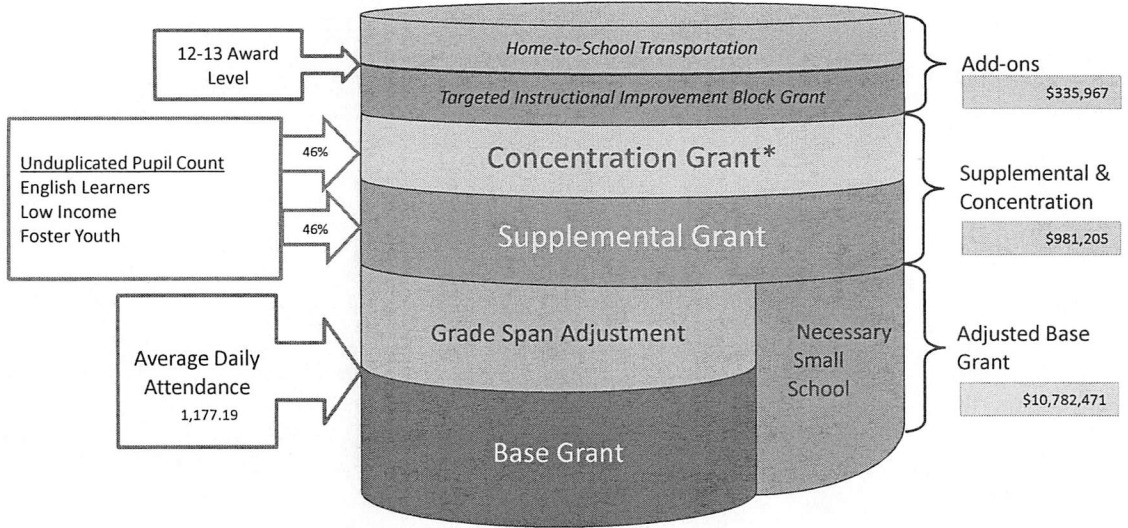 12-13 Award
Level
Home-to-School Transportation
Targeted Instructional Improvement Block Grant
Add-ons
$335,967
Unduplicated Pupil Count
English Learners
Low Income
Foster Youth
46%
46%
Concentration Grant*
Supplemental Grant
Supplemental &
Concentration
$981,205
Average Daily
Attendance
1,177.19
Grade Span Adjustment
Base Grant
Necessary
Small
School
Adjusted Base
Grant
$10,782,471